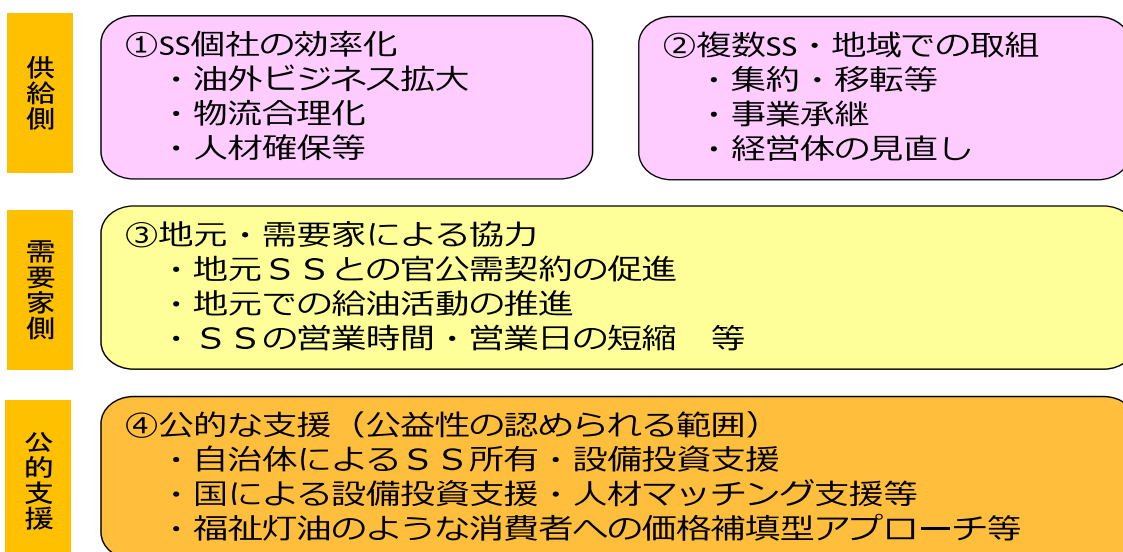 供給側
①SS個社の効率化
・油外ビジネス拡大
・物流合理化
・人材確保等
②複数SS・地域での取組
・集約・移転等
・事業承継
・経営体の見直し
需要家側
③地元・需要家による協力
・地元ＳＳとの官公需契約の促進
・地元での給油活動の推進
・ＳＳの営業時間・営業日の短縮　等
公的支援
④公的な支援（公益性の認められる範囲）
・自治体によるＳＳ所有・設備投資支援
・国による設備投資支援・人材マッチング支援等
・福祉灯油のような消費者への価格補填型アプローチ等